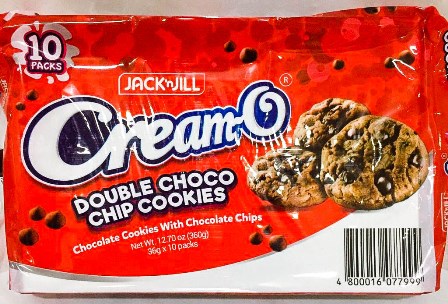 10
PACKS
JACK'n JILL
Cream-O®
DOUBLE CHOCO
CHIP COOKIES
Chocolate Cookies With Chocolate Chips
Net Wt. 12.70 oz (360g)
36g x 10 packs
4 800016 077999